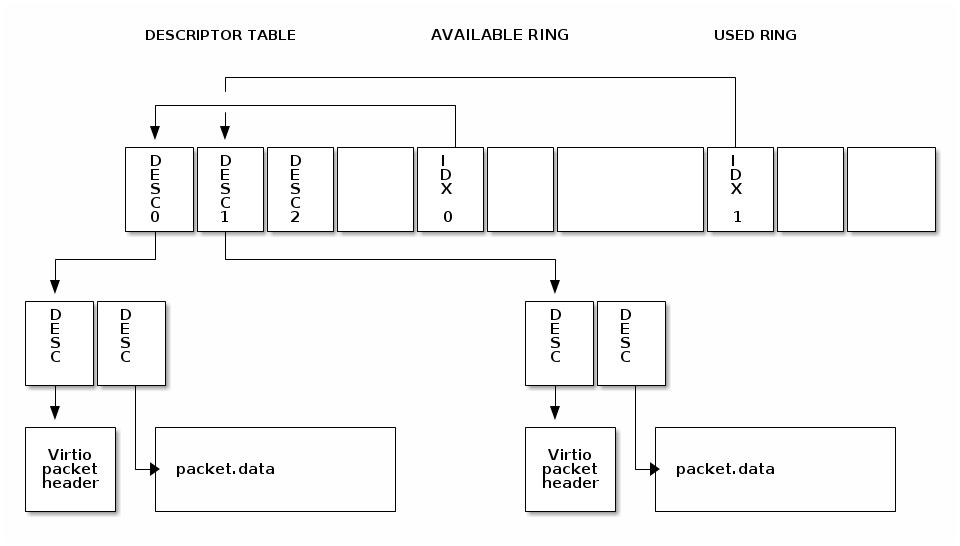 DESCRIPTOR TABLE
AVAILABLE RING
USED RING
DESC0
DESC1
DESC2
IDX 0
IDX 1
DESC
DESC
DESC
DESC
Virtio
packet
header
packet.data
Virtio
packet
header
packet.data